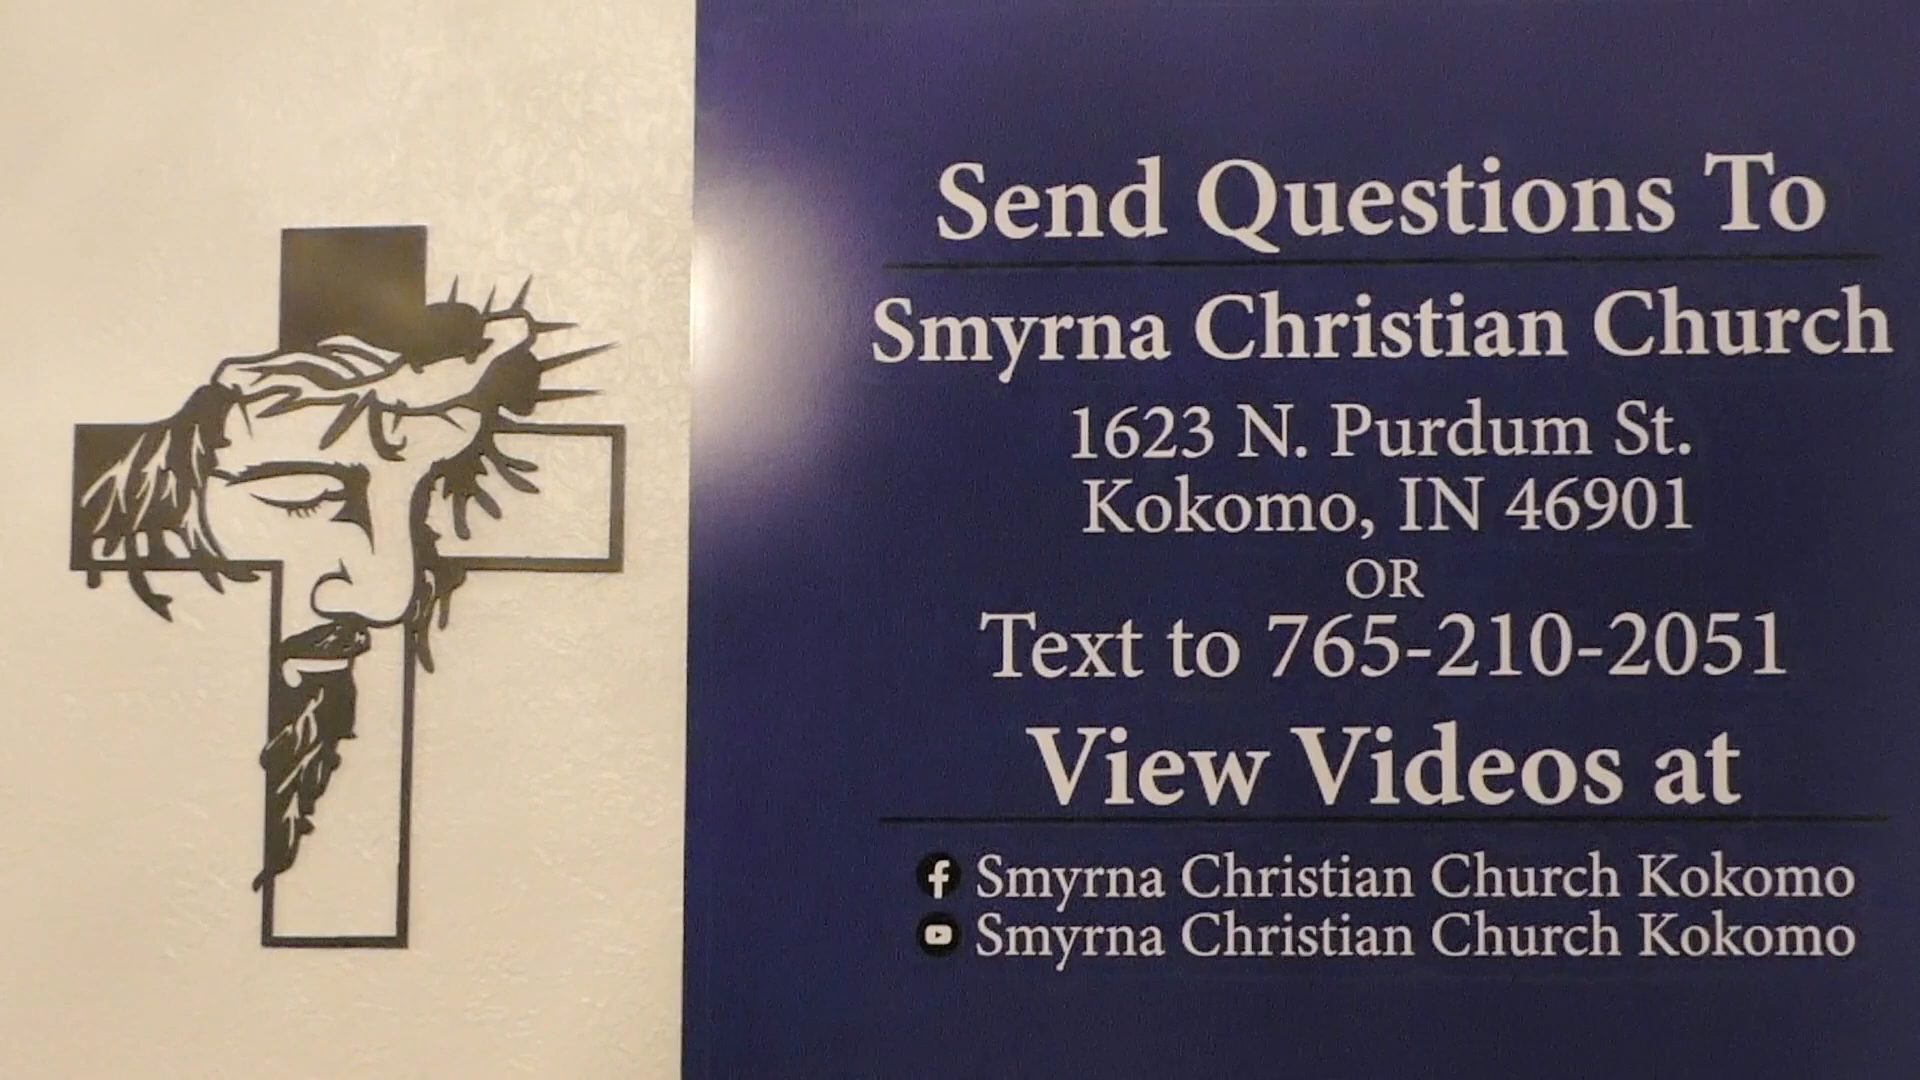 Send Questions To
Smyrna Christian Church
1623 N. Purdum St.
Kokomo, IN 46901
OR
Text to 765-210-2051
View Videos at
Smyrna Christian Church Kokomo
Smyrna Christian Church Kokomo